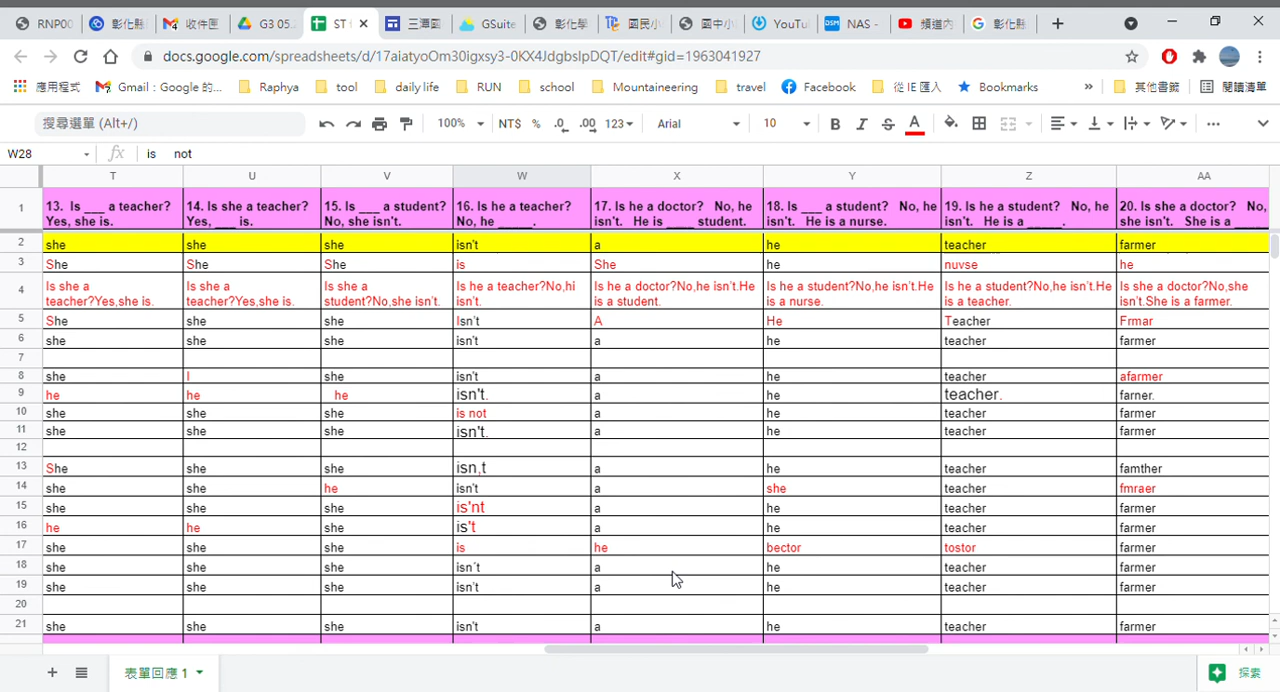 RNP00 彰化縣 收件匣 G3 05. ST 三潭國 GSuite 彰化學 國民小 國中小 YouTu NAS - 頻道內 彰化縣
docs.google.com/spreadsheets/d/17aiatyoOm30igxsy3-0KX4JdgbsIpDQT/edit#gid=1963041927
應用程式 Gmail：Google 的... Raphya tool daily life RUN school Mountaineering travel Facebook 從 IE 匯入 Bookmarks » 其他書籤 閱讀清單
搜尋選單 (Alt+/) 100% NT$ % .0 .00 123 Arial 10 B I S A
W28 fx is not
T U V W X Y Z AA
1 13. Is ___ a teacher? Yes, she is. 14. Is she a teacher? Yes, ___ is. 15. Is ___ a student? No, she isn't. 16. Is he a teacher? No, he _____. 17. Is he a doctor? No, he isn't. He is ____ student. 18. Is ___ a student? No, he isn't. He is a nurse. 19. Is he a student? No, he isn't. He is a _____. 20. Is she a doctor? No, she isn't. She is a _____
2 she she she isn't a he teacher farmer
3 She She She is She he nuvse he
4 Is she a teacher?Yes,she is. Is she a teacher?Yes,she is. Is she a student?No,she isn't. Is he a teacher?No,hi isn't. Is he a doctor?No,he isn't.He is a student. Is he a student?No,he isn't.He is a nurse. Is he a student?No,he isn't.He is a teacher. Is she a doctor?No,she isn't.She is a farmer.
5 She she she Isn't A He Teacher Frmar
6 she she she isn't a he teacher farmer
7
8 she I she isn't a he teacher afarmer
9 he he he isn't. a he teacher. farner.
10 she she she is not a he teacher farmer
11 she she she isn't. a he teacher farmer
12
13 She she she isn,t a he teacher famther
14 she she he isn't a she teacher fmraer
15 she she she is'nt a he teacher farmer
16 he he she is't a he teacher farmer
17 she she she is he bector tostor farmer
18 she she she isn´t a he teacher farmer
19 she she she isn't a he teacher farmer
20
21 she she she isn't a he teacher farmer
表單回應 1 探索